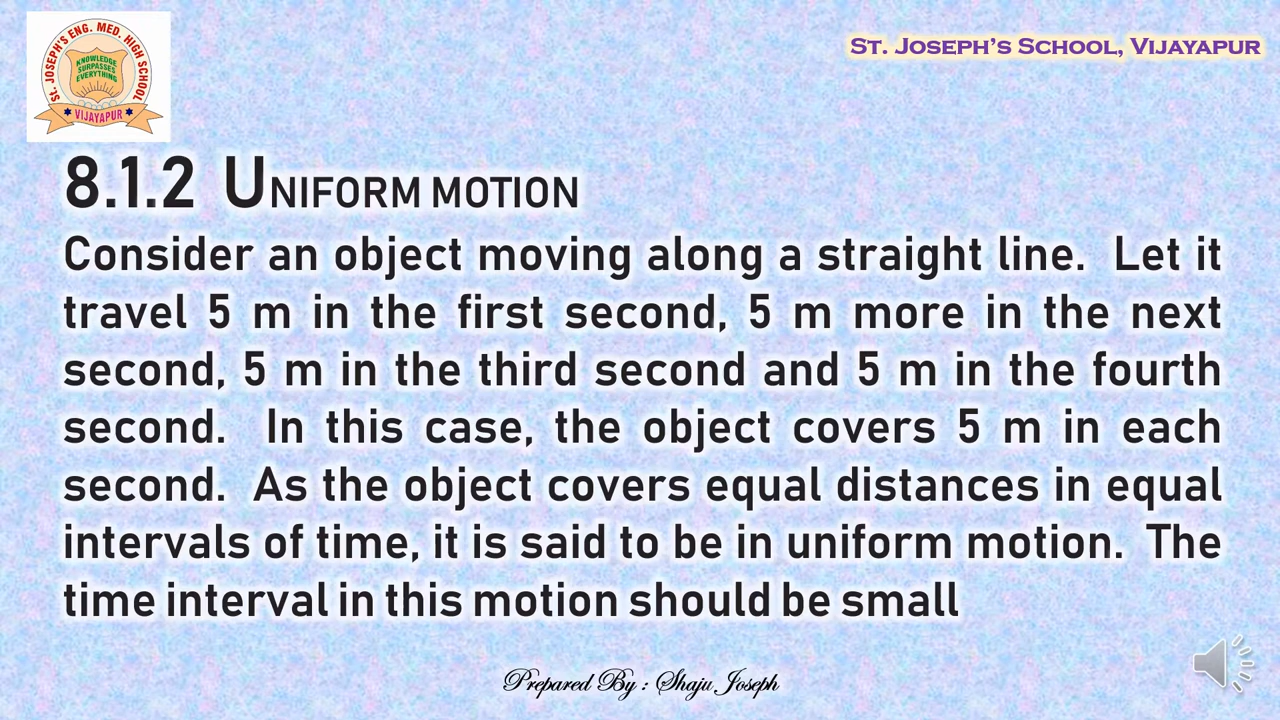 ST. JOSEPH'S ENG. MED. HIGH SCHOOL
KNOWLEDGE
SURPASSES
EVERYTHING
VIJAYAPUR
ST. JOSEPH'S SCHOOL, VIJAYAPUR
8.1.2 UNIFORM MOTION
Consider an object moving along a straight line. Let it
travel 5 m in the first second, 5 m more in the next
second, 5 m in the third second and 5 m in the fourth
second. In this case, the object covers 5 m in each
second. As the object covers equal distances in equal
intervals of time, it is said to be in uniform motion. The
time interval in this motion should be small
Prepared By : Shaju Joseph